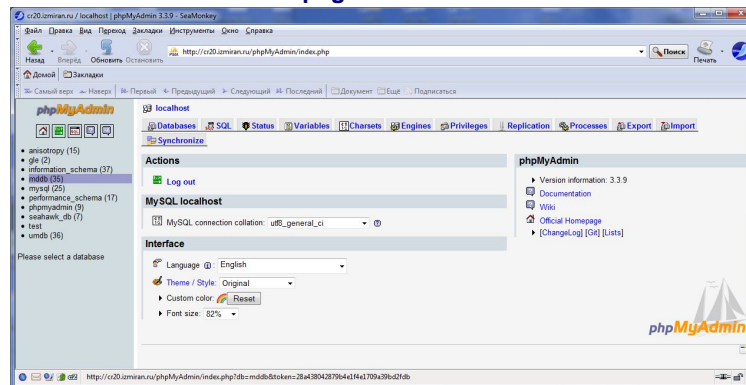 cr20.izmiran.ru / localhost | phpMyAdmin 3.3.9 - SeaMonkey
Файл Правка Вид Переход Закладки Инструменты Окно Справка
Назад Вперёд Обновить Остановить http://cr20.izmiran.ru/phpMyAdmin/index.php Поиск Печать
Домой Закладки
Самый верх Наверх Первый Предыдущий Следующий Последний Документ Ещё Подписаться
phpMyAdmin
anisotropy (15)
gle (2)
information_schema (37)
mddb (35)
mysql (25)
performance_schema (17)
phpmyadmin (9)
seahawk_db (7)
test
umdb (36)
Please select a database
localhost
Databases SQL Status Variables Charsets Engines Privileges Replication Processes Export Import
Synchronize
Actions
Log out
MySQL localhost
MySQL connection collation: utf8_general_ci
Interface
Language : English
Theme / Style: Original
Custom color: Reset
Font size: 82%
phpMyAdmin
Version information: 3.3.9
Documentation
Wiki
Official Homepage
[ChangeLog] [Git] [Lists]
phpMyAdmin
http://cr20.izmiran.ru/phpMyAdmin/index.php?db=mddb&token=28a438042879b4e1f4e1709a39bd2fdb